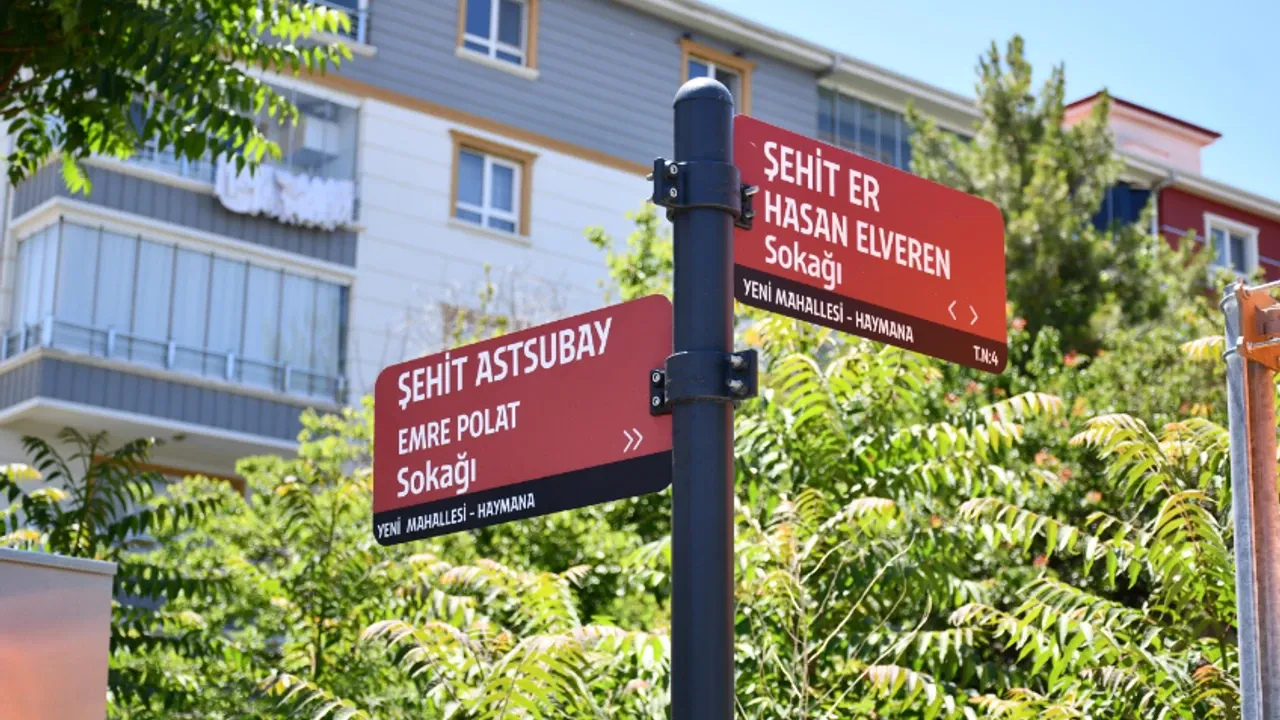 ŞEHİT ER
HASAN ELVEREN
Sokağı
YENİ MAHALLESİ - HAYMANA
T.N:4
ŞEHİT ASTSUBAY
EMRE POLAT
Sokağı
YENİ MAHALLESİ - HAYMANA